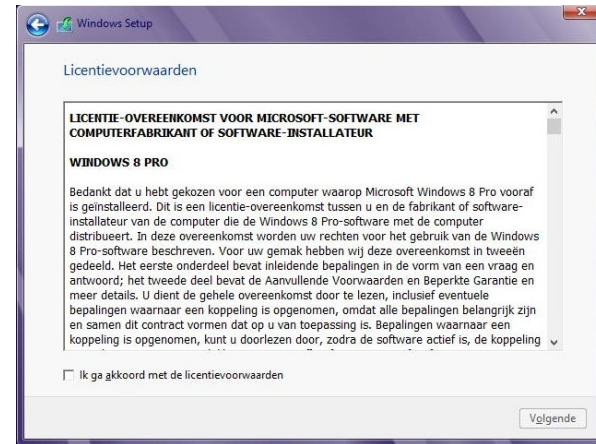 Windows Setup
Licentievoorwaarden
LICENTIE-OVEREENKOMST VOOR MICROSOFT-SOFTWARE MET
COMPUTERFABRIKANT OF SOFTWARE-INSTALLATEUR
WINDOWS 8 PRO
Bedankt dat u hebt gekozen voor een computer waarop Microsoft Windows 8 Pro vooraf
is geïnstalleerd. Dit is een licentie-overeenkomst tussen u en de fabrikant of software-
installateur van de computer die de Windows 8 Pro-software met de computer
distribueert. In deze overeenkomst worden uw rechten voor het gebruik van de Windows
8 Pro-software beschreven. Voor uw gemak hebben wij deze overeenkomst in tweeën
gedeeld. Het eerste onderdeel bevat inleidende bepalingen in de vorm van een vraag en
antwoord; het tweede deel bevat de Aanvullende Voorwaarden en Beperkte Garantie en
meer details. U dient de gehele overeenkomst door te lezen, inclusief eventuele
bepalingen waarnaar een koppeling is opgenomen, omdat alle bepalingen belangrijk zijn
en samen dit contract vormen dat op u van toepassing is. Bepalingen waarnaar een
koppeling is opgenomen, kunt u doorlezen door, zodra de software actief is, de koppeling
Ik ga akkoord met de licentievoorwaarden
Volgende